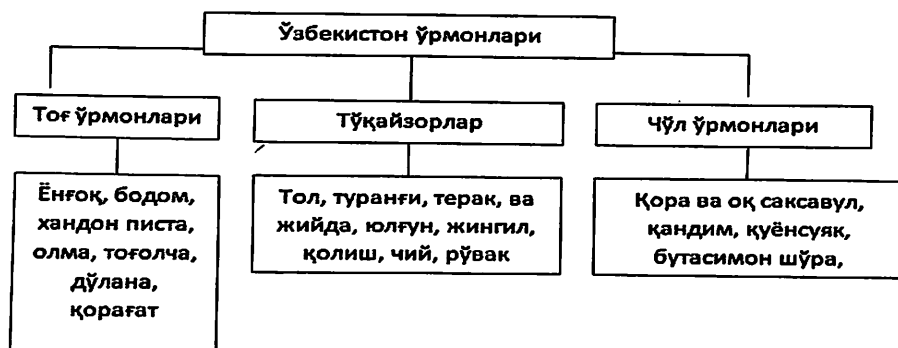 Ўзбекистон ўрмонлари
Тоғ ўрмонлари
Тўқайзорлар
Чўл ўрмонлари
Ёнғоқ, бодом,
хандон писта,
олма, тоғолча,
дўлана,
қорағат
Тол, туранғи, терак, ва
жийда, юлғун, жингил,
қолиш, чий, рўвак
Қора ва оқ саксавул,
қандим, қуёнсуяк,
бутасимон шўра,